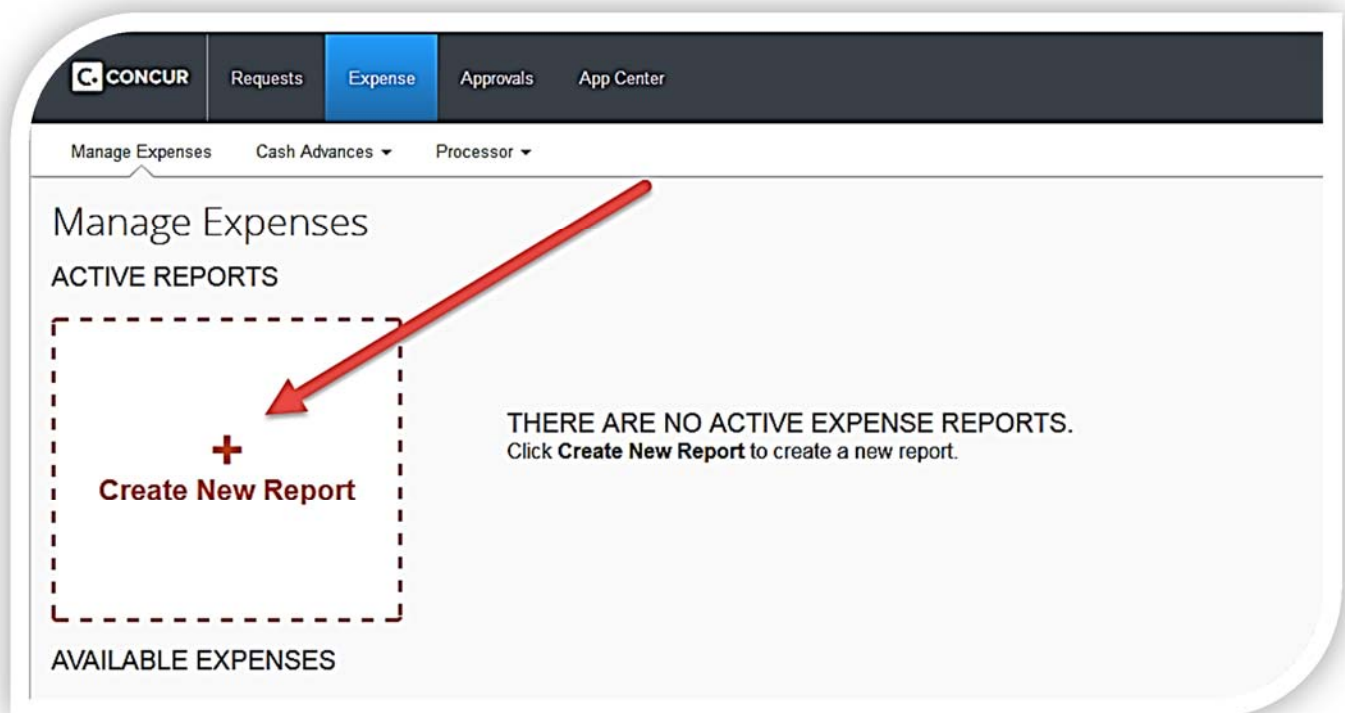 C. CONCUR Requests Expense Approvals App Center
Manage Expenses Cash Advances Processor
Manage Expenses
ACTIVE REPORTS
+
Create New Report
THERE ARE NO ACTIVE EXPENSE REPORTS.
Click Create New Report to create a new report.
AVAILABLE EXPENSES